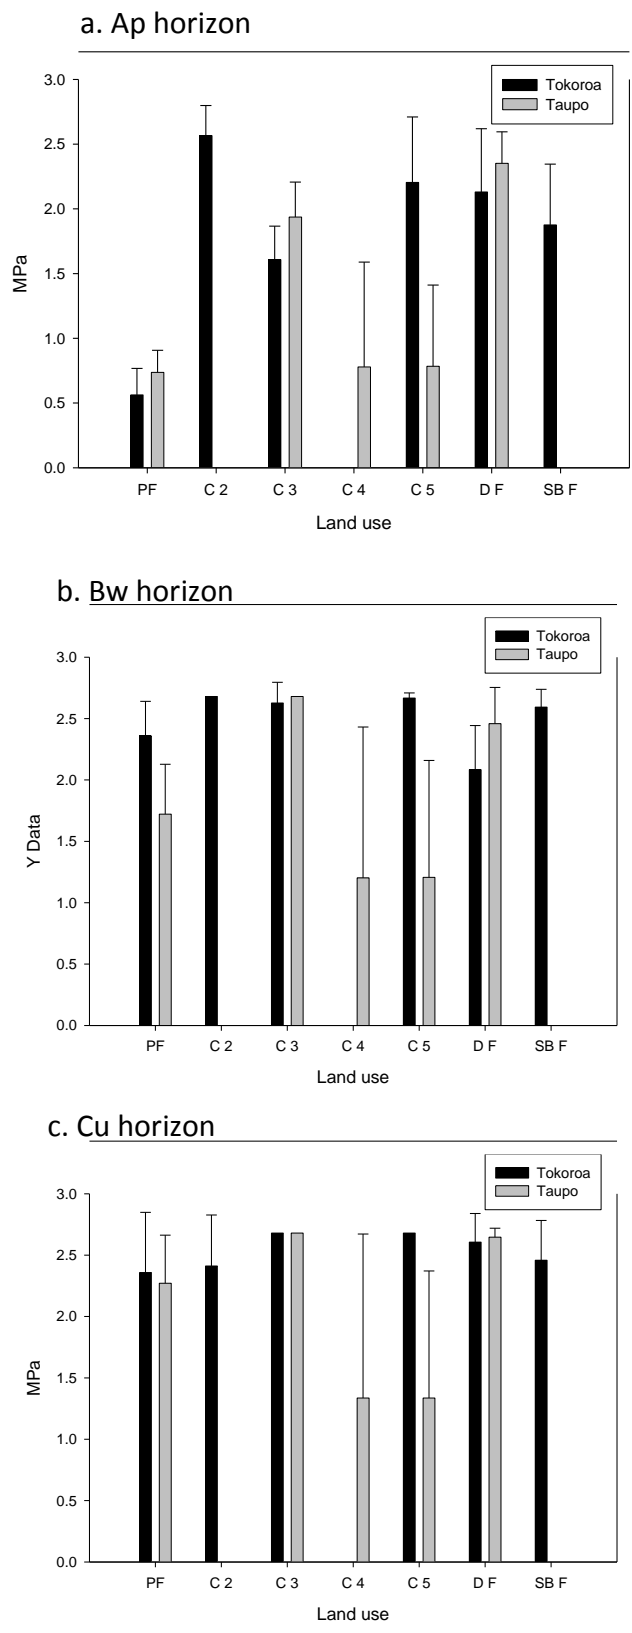 a. Ap horizon
Tokoroa
Taupo
3.0
2.5
2.0
1.5
1.0
0.5
0.0
MPa
PF C 2 C 3 C 4 C 5 D F SB F
Land use
b. Bw horizon
Tokoroa
Taupo
3.0
2.5
2.0
1.5
1.0
0.5
0.0
Y Data
PF C 2 C 3 C 4 C 5 D F SB F
Land use
c. Cu horizon
Tokoroa
Taupo
3.0
2.5
2.0
1.5
1.0
0.5
0.0
MPa
PF C 2 C 3 C 4 C 5 D F SB F
Land use